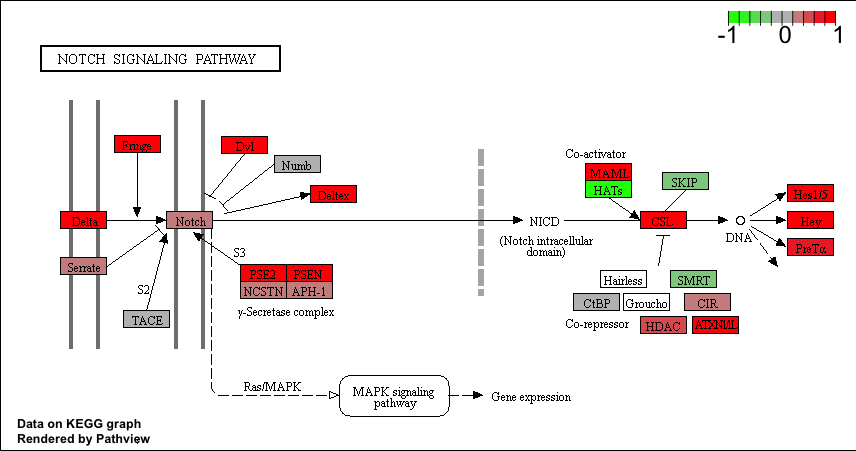 -1 0 1
NOTCH SIGNALING PATHWAY
Fringe
Dvl
Numb
Deltex
Delta
Notch
Serrate
S2
TACE
S3
PSE2 PSEN
NCSTN APH-1
γ-Secretase complex
NICD
(Notch intracellular
domain)
Co-activator
MAML
HATs
SKIP
CSL
DNA
Hes1/5
Hey
PreTα
Hairless
SMRT
CtBP
Groucho
CIR
Co-repressor
HDAC
ATXN1L
Ras/MAPK
MAPK signaling
pathway
Gene expression
Data on KEGG graph
Rendered by Pathview